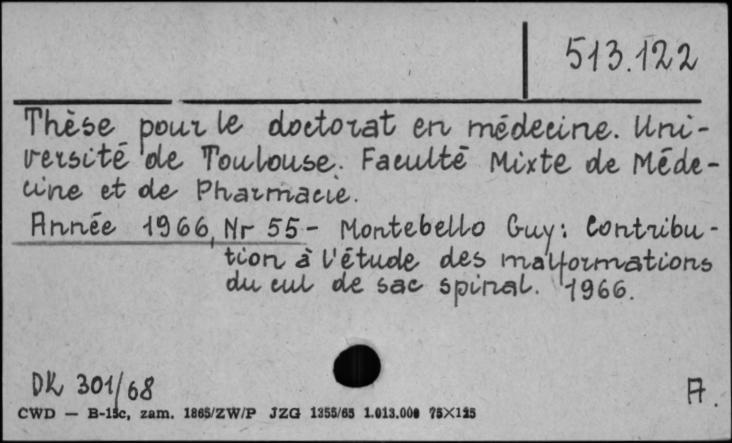 513.122
Thèse pour le doctorat en médecine. Uni-
versité de Toulouse. Faculté Mixte de Méde-
cine et de Pharmacie.
Année 1966, Nr 55 - Montebello Guy: Contribu-
tion à l'étude des malformations
du cul de sac spinal. 1966.
DK 301/68
A.
CWD — B-15c, zam. 1865/ZW/P JZG 1355/65 1.013.000 75×125